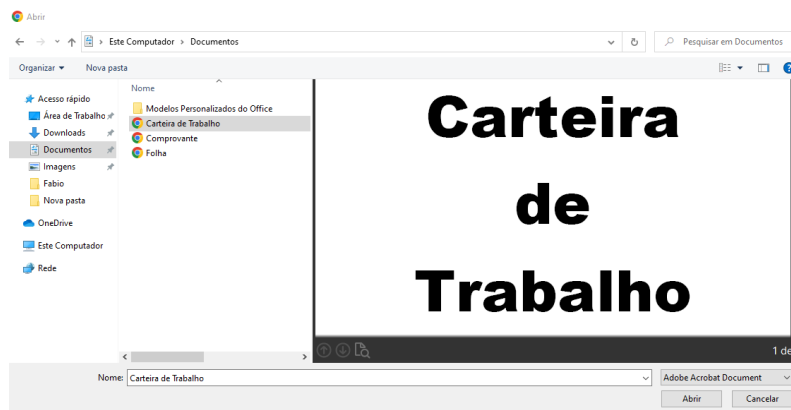 Abrir
Este Computador > Documentos
Pesquisar em Documentos
Organizar
Nova pasta
Acesso rápido
Área de Trabalho
Downloads
Documentos
Imagens
Fabio
Nova pasta
OneDrive
Este Computador
Rede
Nome
Modelos Personalizados do Office
Carteira de Trabalho
Comprovante
Folha
Carteira
de
Trabalho
1 de
Nome:
Carteira de Trabalho
Adobe Acrobat Document
Abrir
Cancelar